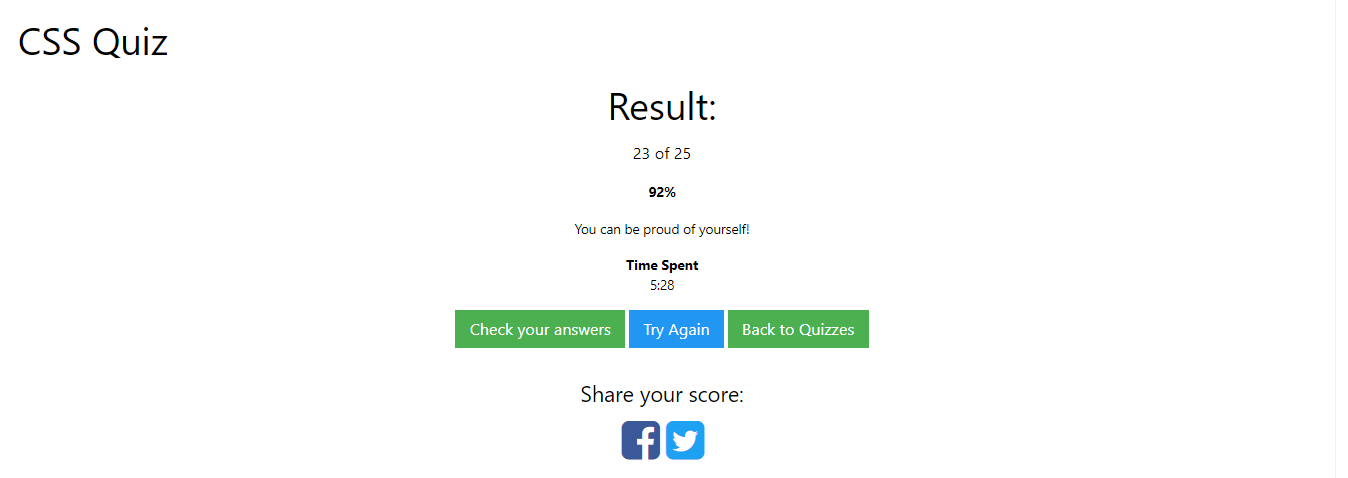 CSS Quiz
Result:
23 of 25
92%
You can be proud of yourself!
Time Spent
5:28
Check your answers Try Again Back to Quizzes
Share your score: